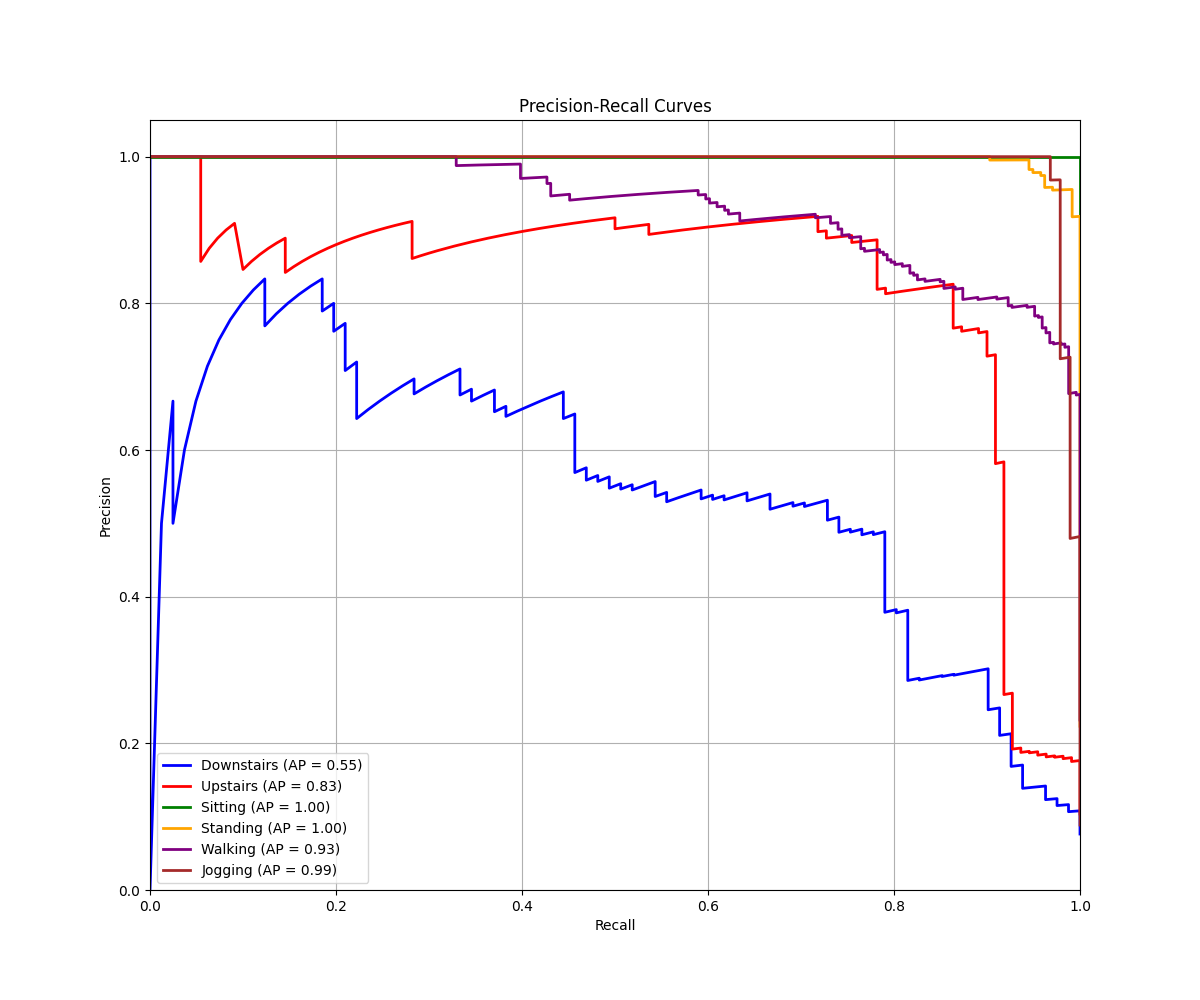 Precision-Recall Curves
1.0
0.8
0.6
0.4
0.2
0.0
Precision
Downstairs (AP = 0.55)
Upstairs (AP = 0.83)
Sitting (AP = 1.00)
Standing (AP = 1.00)
Walking (AP = 0.93)
Jogging (AP = 0.99)
0.0 0.2 0.4 0.6 0.8 1.0
Recall